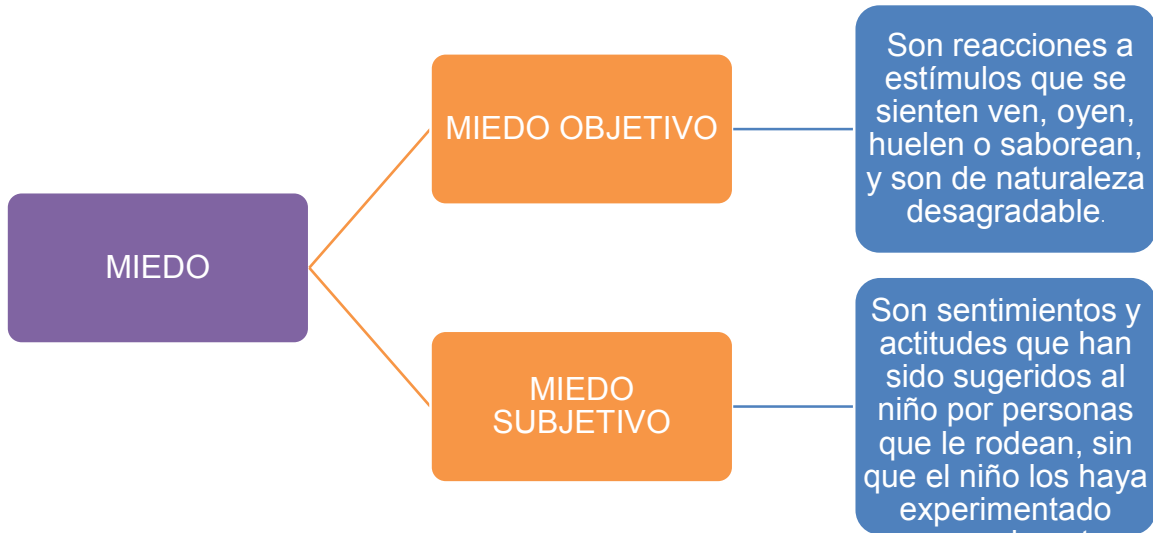 MIEDO
MIEDO OBJETIVO
Son reacciones a
estímulos que se
sienten ven, oyen,
huelen o saborean,
y son de naturaleza
desagradable.
MIEDO
SUBJETIVO
Son sentimientos y
actitudes que han
sido sugeridos al
niño por personas
que le rodean, sin
que el niño los haya
experimentado